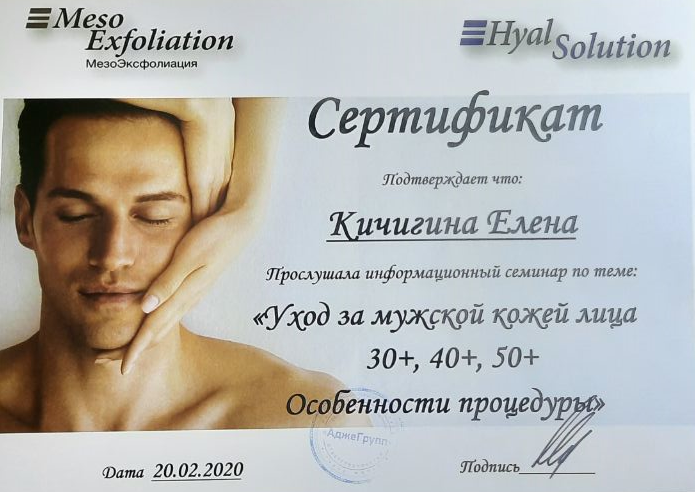 Meso
Exfoliation
МезоЭксфолиация
Hyal
Solution
Сертификат
Подтверждает что:
Кичигина Елена
Прослушала информационный семинар по теме:
«Уход за мужской кожей лица
30+, 40+, 50+
Особенности процедуры»
АджеГрупп
Дата 20.02.2020
Подпись